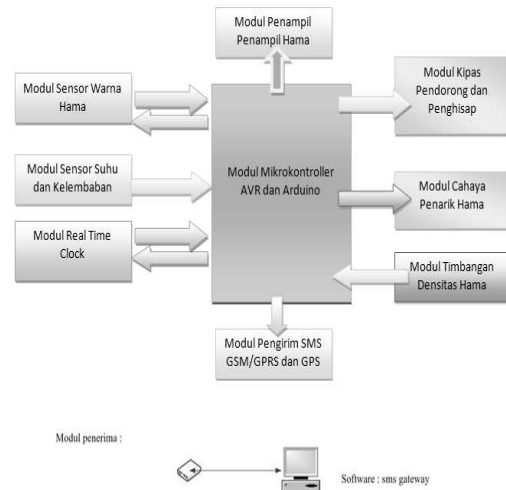 Modul Penampil
Penampil Hama
Modul Sensor Warna
Hama
Modul Kipas
Pendorong dan
Penghisap
Modul Sensor Suhu
dan Kelembaban
Modul Mikrokontroller
AVR dan Arduino
Modul Cahaya
Penarik Hama
Modul Real Time
Clock
Modul Timbangan
Densitas Hama
Modul Pengirim SMS
GSM/GPRS dan GPS
Modul penerima :
Software : sms gateway